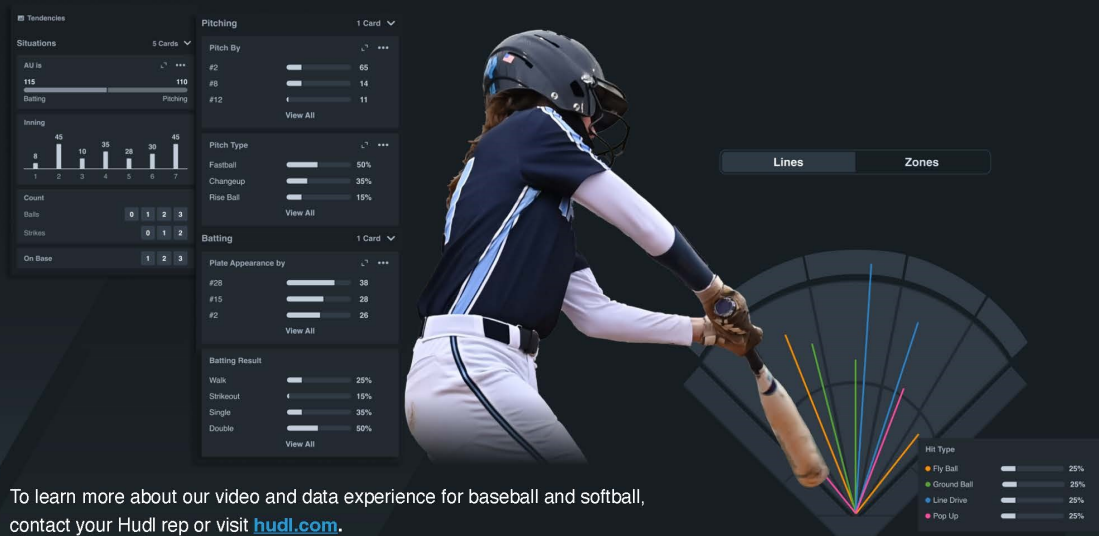 Tendencies
Situations 5 Cards
AU is
115 110
Batting Pitching
Inning
8 45 10 35 28 30 45
1 2 3 4 5 6 7
Count
Balls 0 1 2 3
Strikes 0 1 2
On Base 1 2 3
Pitching 1 Card
Pitch By
#2 65
#8 14
#12 11
View All
Pitch Type
Fastball 50%
Changeup 35%
Rise Ball 15%
View All
Batting 1 Card
Plate Appearance by
#28 38
#15 28
#2 26
View All
Batting Result
Walk 25%
Strikeout 15%
Single 35%
Double 50%
View All
Lines Zones
Hit Type
Fly Ball 25%
Ground Ball 25%
Line Drive 25%
Pop Up 25%
To learn more about our video and data experience for baseball and softball,
contact your Hudl rep or visit hudl.com.